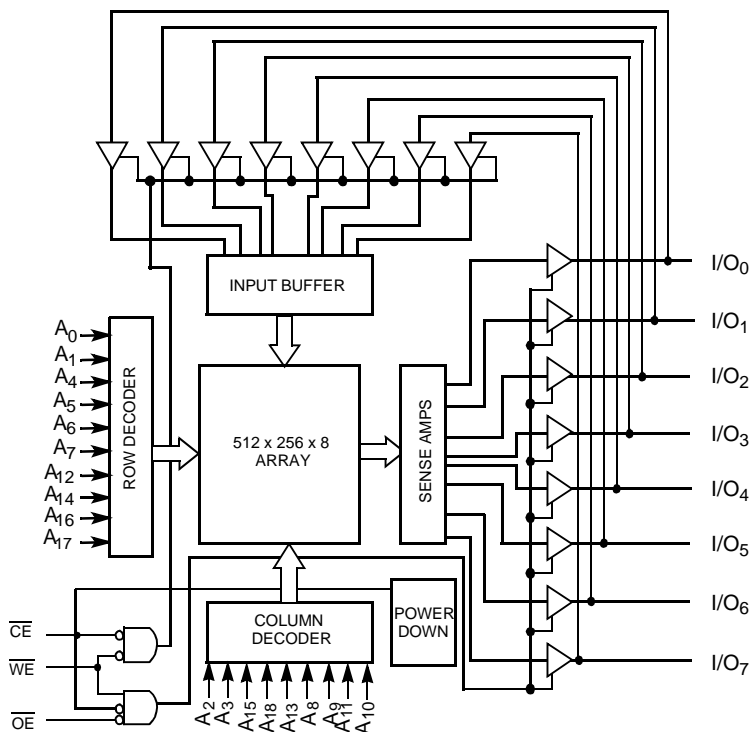 INPUT BUFFER
I/O0
I/O1
I/O2
I/O3
I/O4
I/O5
I/O6
I/O7
A0
A1
A4
A5
A6
A7
A12
A14
A16
A17
ROW DECODER
512 x 256 x 8
ARRAY
SENSE AMPS
COLUMN
DECODER
POWER
DOWN
CE
WE
OE
A2
A3
A15
A18
A13
A8
A9
A11
A10